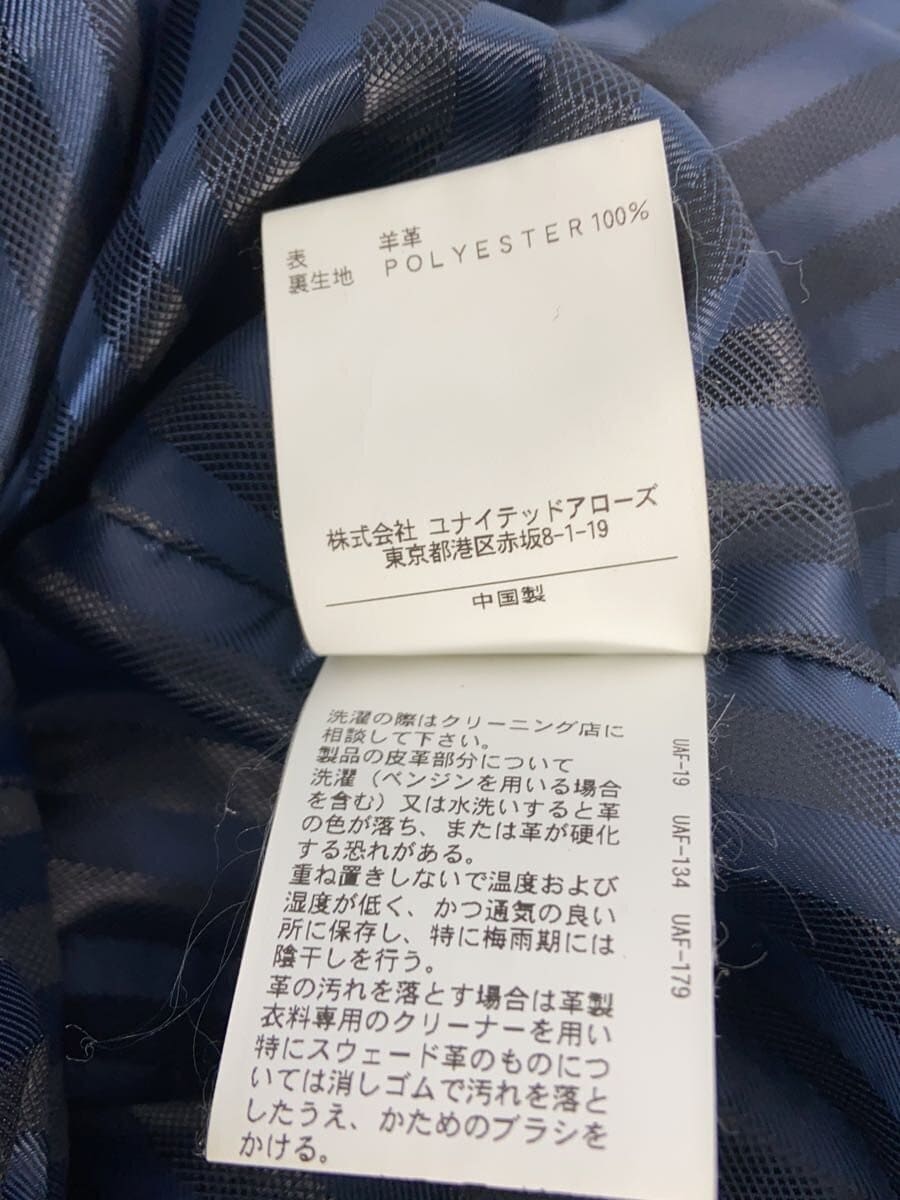 表 羊革
裏生地 POLYESTER100%
株式会社 ユナイテッドアローズ
東京都港区赤坂8-1-19
中国製
洗濯の際はクリーニング店に
相談して下さい。
製品の皮革部分について
洗濯（ベンジンを用いる場合
を含む）又は水洗いすると革
の色が落ち、または革が硬化
する恐れがある。
重ね置きしないで温度および
湿度が低く、かつ通気の良い
所に保存し、特に梅雨期には
陰干しを行う。
革の汚れを落とす場合は革製
衣料専用のクリーナーを用い
特にスウェード革のものにつ
いては消しゴムで汚れを落と
したうえ、かためのブラシを
かける。
UAF-19 UAF-134 UAF-179